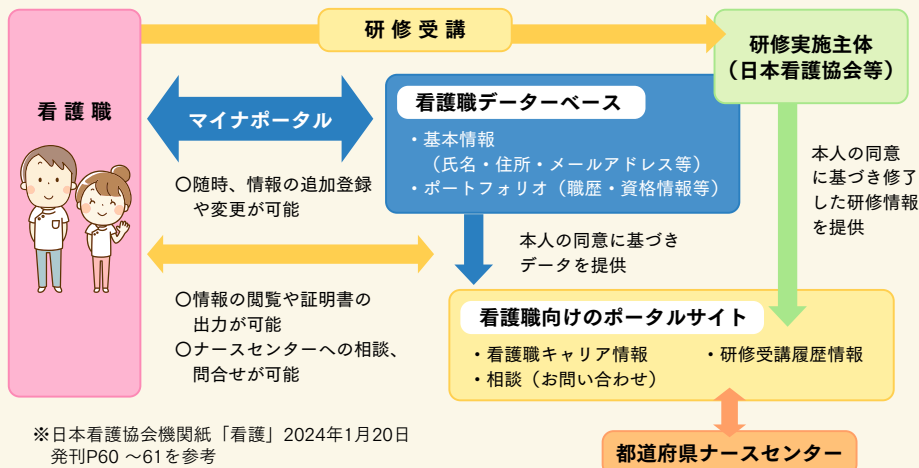 研修受講
研修実施主体
（日本看護協会等）
看護職
マイナポータル
看護職データーベース
・基本情報
（氏名・住所・メールアドレス等）
・ポートフォリオ（職歴・資格情報等）
〇随時、情報の追加登録
や変更が可能
本人の同意
に基づき修了
した研修情報
を提供
本人の同意に基づき
データを提供
〇情報の閲覧や証明書の
出力が可能
〇ナースセンターへの相談、
問合せが可能
看護職向けのポータルサイト
・看護職キャリア情報
・研修受講履歴情報
・相談（お問い合わせ）
※日本看護協会機関紙「看護」2024年1月20日
発刊P60 ～61を参考
都道府県ナースセンター